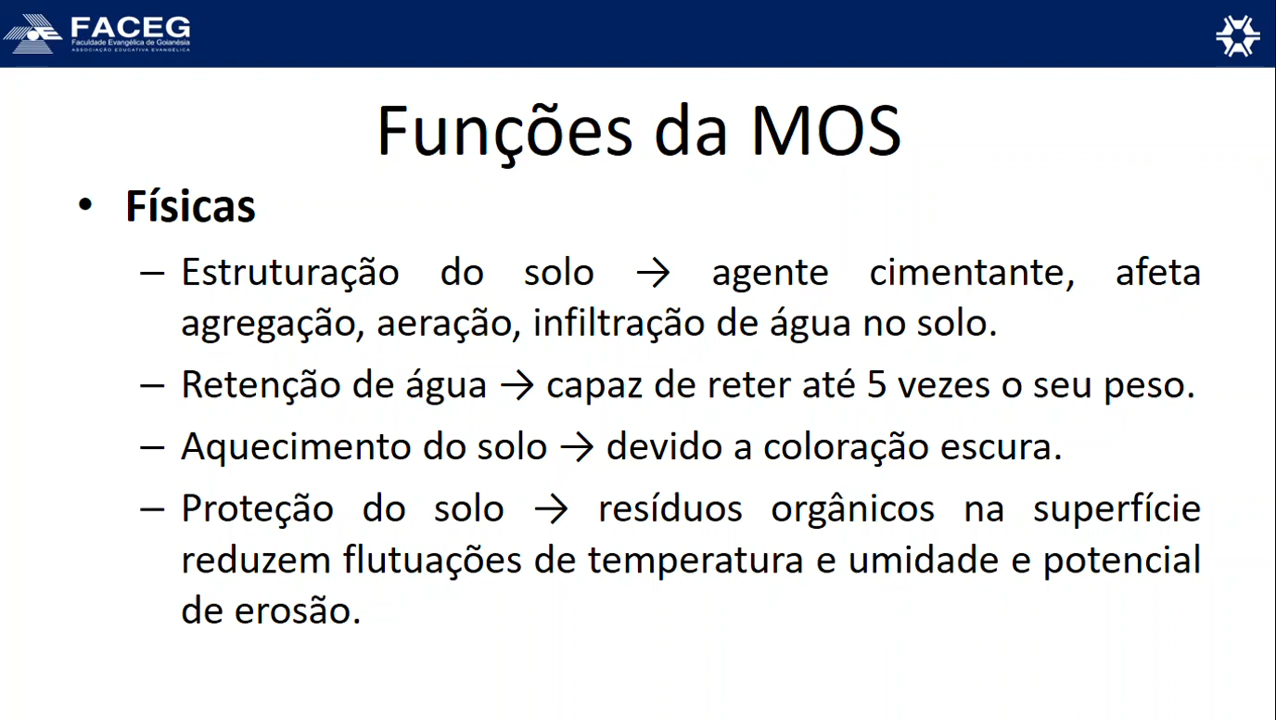 FACEG
Faculdade Evangélica de Goianésia
ASSOCIAÇÃO EDUCATIVA EVANGÉLICA
Funções da MOS
• Físicas
– Estruturação do solo → agente cimentante, afeta
agregação, aeração, infiltração de água no solo.
– Retenção de água → capaz de reter até 5 vezes o seu peso.
– Aquecimento do solo → devido a coloração escura.
– Proteção do solo → resíduos orgânicos na superfície
reduzem flutuações de temperatura e umidade e potencial
de erosão.